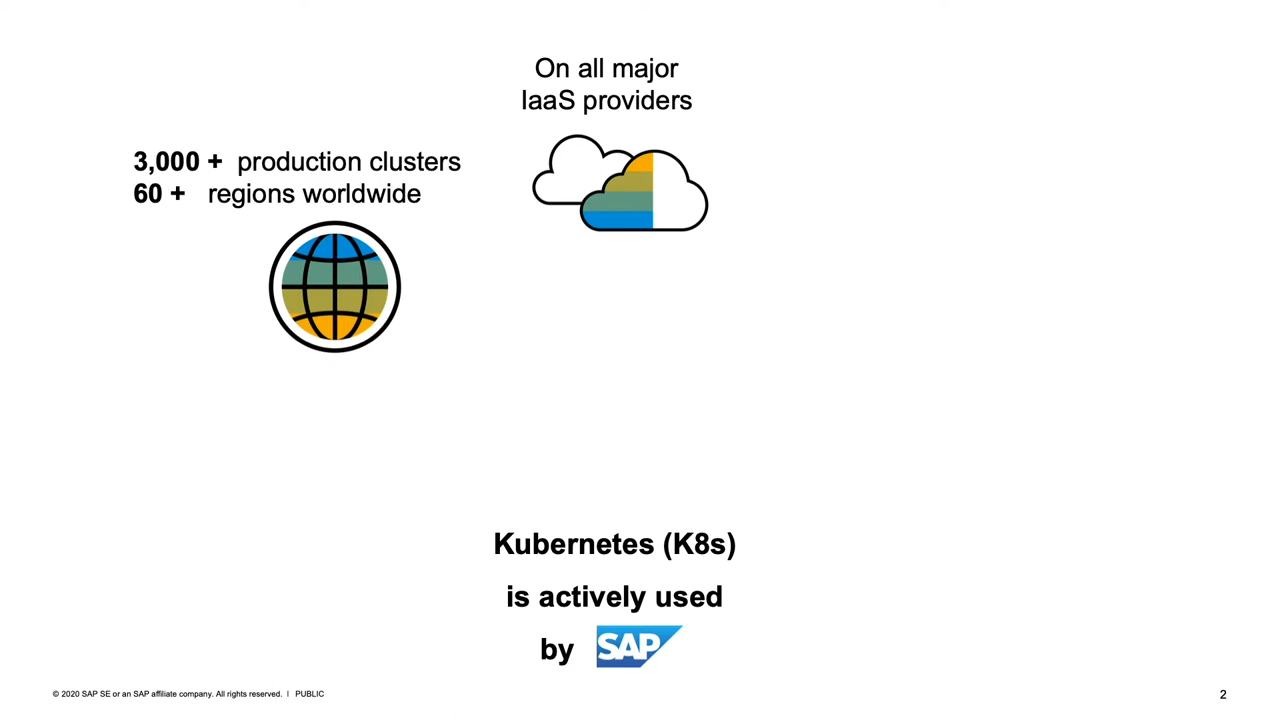 On all major
IaaS providers
3,000 + production clusters
60 + regions worldwide
Kubernetes (K8s)
is actively used
by SAP
© 2020 SAP SE or an SAP affiliate company. All rights reserved. I PUBLIC
2